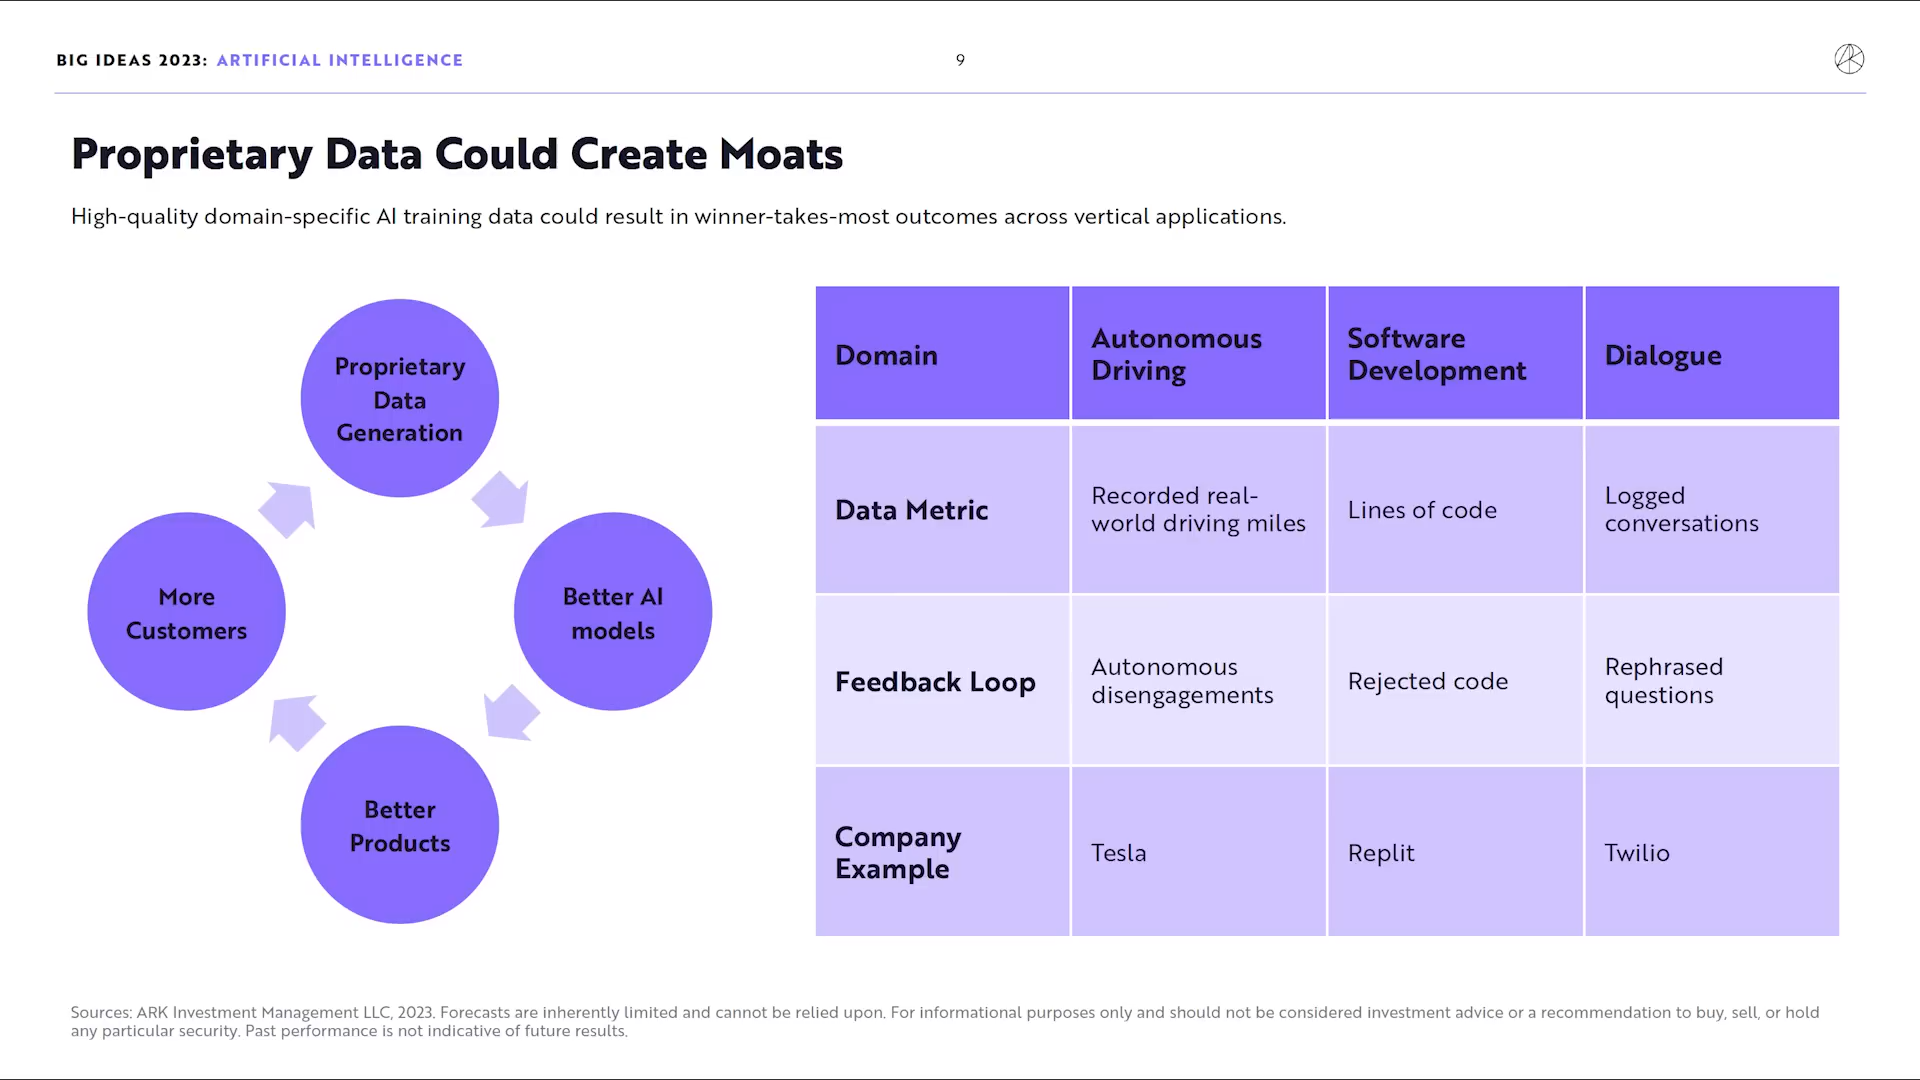 BIG IDEAS 2023: ARTIFICIAL INTELLIGENCE
9
Proprietary Data Could Create Moats
High-quality domain-specific AI training data could result in winner-takes-most outcomes across vertical applications.
Proprietary
Data
Generation
More
Customers
Better AI
models
Better
Products
Domain
Autonomous
Driving
Software
Development
Dialogue
Data Metric
Recorded real-
world driving miles
Lines of code
Logged
conversations
Feedback Loop
Autonomous
disengagements
Rejected code
Rephrased
questions
Company
Example
Tesla
Replit
Twilio
Sources: ARK Investment Management LLC, 2023. Forecasts are inherently limited and cannot be relied upon. For informational purposes only and should not be considered investment advice or a recommendation to buy, sell, or hold
any particular security. Past performance is not indicative of future results.